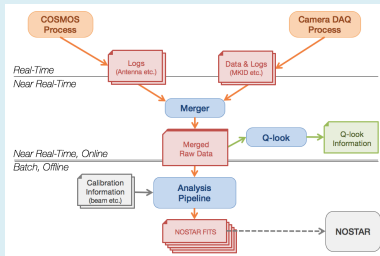 COSMOS
Process
Camera DAQ
Process
Logs
(Antenna etc.)
Data & Logs
(MKID etc.)
Real-Time
Near Real-Time
Merger
Merged
Raw Data
Q-look
Q-look
Information
Near Real-Time, Online
Batch, Offline
Calibration
Information
(beam etc.)
Analysis
Pipeline
NOSTAR FITS
NOSTAR